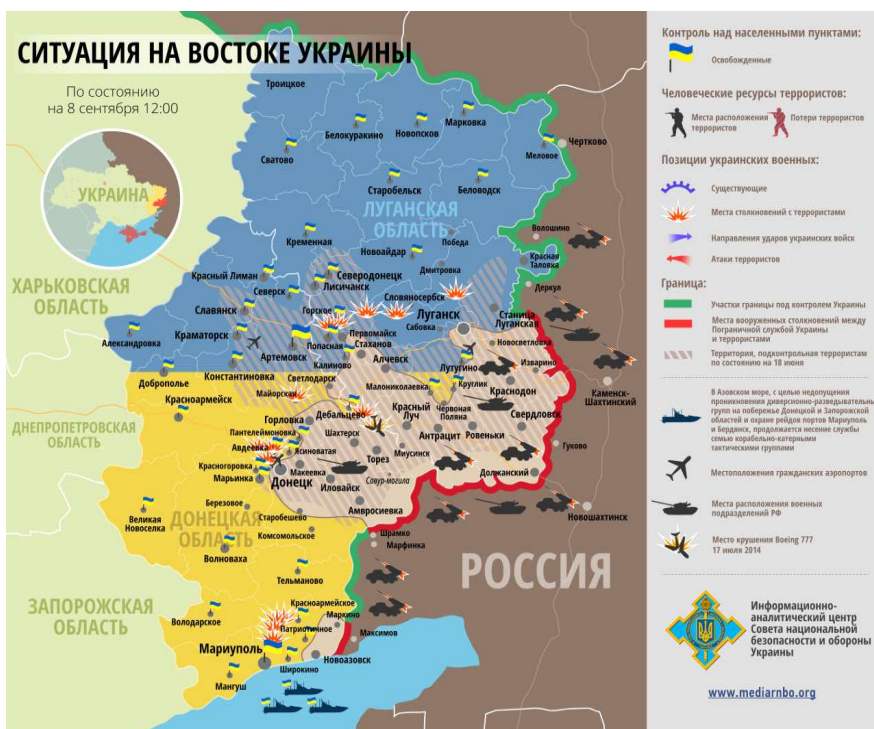 СИТУАЦИЯ НА ВОСТОКЕ УКРАИНЫ
По состоянию
на 8 сентября 12:00
УКРАИНА
ХАРЬКОВСКАЯ
ОБЛАСТЬ
ДНЕПРОПЕТРОВСКАЯ
ОБЛАСТЬ
ЗАПОРОЖСКАЯ
ОБЛАСТЬ
ЛУГАНСКАЯ
ОБЛАСТЬ
ДОНЕЦКАЯ
ОБЛАСТЬ
РОССИЯ
Троицкое
Белокуракино
Новопсков
Марковка
Меловое
Чертково
Сватово
Старобельск
Беловодск
Кременная
Новоайдар
Победа
Волошино
Красная
Таловка
Дмитровка
Деркул
Красный Лиман
Северск
Северодонецк
Лисичанск
Славянск
Горское
Словяносербск
Луганск
Станица
Луганская
Александровка
Краматорск
Первомайск
Сабовка
Попасная
Стаханов
Новосветловка
Артемовск
Калиново
Алчевск
Лутугино
Изварино
Доброполье
Константиновка
Светлодарск
Малониколаевка
Круглик
Краснодон
Каменск-
Шахтинский
Красноармейск
Майорская
Горловка
Дебальцево
Красный
Луч
Червоная
Поляна
Свердловск
Пантелеймоновка
Шахтерск
Антрацит
Ровеньки
Гуково
Авдеевка
Ясиноватая
Миусинск
Торез
Красногоровка
Макеевка
Марьинка
Донецк
Саур-могила
Должанский
Иловайск
Березовое
Амвросиевка
Новошахтинск
Великая
Новоселка
Старобешево
Комсомольское
Шрамко
Марфинка
Волноваха
Тельманово
Красноармейское
Володарское
Маркино
Патриотичное
Максимов
Мариуполь
Новоазовск
Широкино
Мангуш
Контроль над населенными пунктами:
Освобожденные
Человеческие ресурсы террористов:
Места расположения
террористов
Потери террористов
Позиции украинских военных:
Существующие
Места столкновений с террористами
Направления ударов украинских войск
Атаки террористов
Граница:
Участки границы под контролем Украины
Места вооруженных столкновений между
Пограничной службой Украины
и террористами
Территория, подконтрольная террористам
по состоянию на 18 июня
В Азовском море, с целью недопущения
проникновения диверсионно-разведыватель
групп на побережье Донецкой и Запорожской
областей и охране рейдов портов Мариуполь
и Бердянск, продолжается несение службы
семью корабельно-катерными
тактическими группами
Местоположения гражданских аэропортов
Места расположения военных
подразделений РФ
Место крушения Boeing 777
17 июля 2014
Информационно-
аналитический центр
Совета национальной
безопасности и обороны
Украины
www.mediarnbo.org